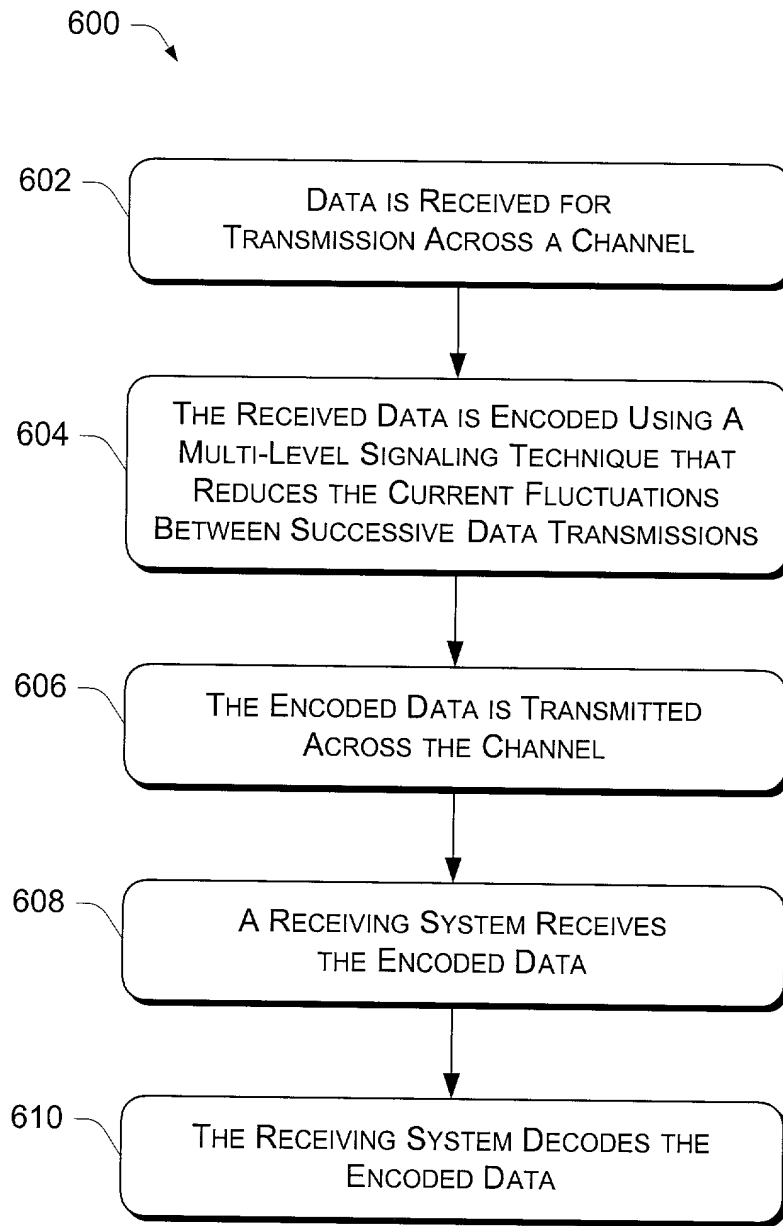 600
602
DATA IS RECEIVED FOR
TRANSMISSION ACROSS A CHANNEL
604
THE RECEIVED DATA IS ENCODED USING A
MULTI-LEVEL SIGNALING TECHNIQUE THAT
REDUCES THE CURRENT FLUCTUATIONS
BETWEEN SUCCESSIVE DATA TRANSMISSIONS
606
THE ENCODED DATA IS TRANSMITTED
ACROSS THE CHANNEL
608
A RECEIVING SYSTEM RECEIVES
THE ENCODED DATA
610
THE RECEIVING SYSTEM DECODES THE
ENCODED DATA